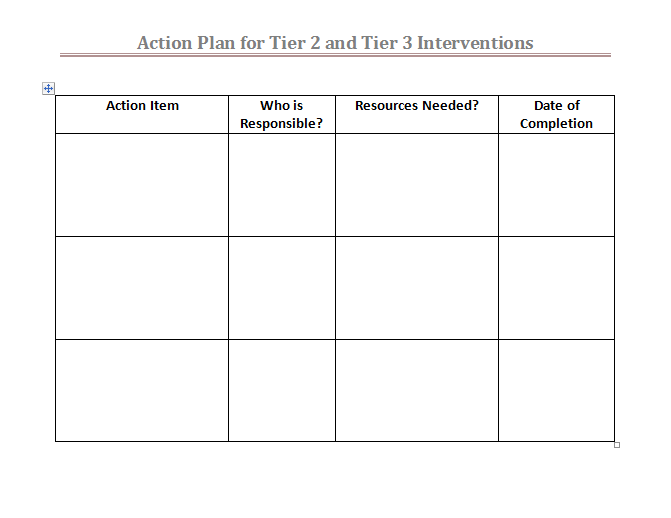 Action Plan for Tier 2 and Tier 3 Interventions
Action Item
Who is
Responsible?
Resources Needed?
Date of
Completion